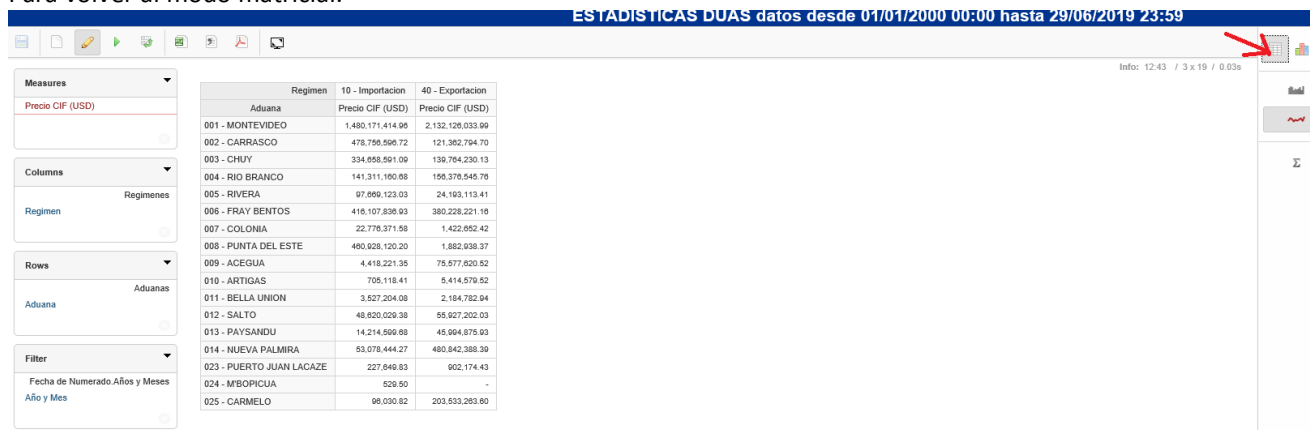 Para volver al modo matricial:
ESTADISTICAS DUAS datos desde 01/01/2000 00:00 hasta 29/06/2019 23:59
Info: 12:43 / 3 x 19 / 0.03s
Measures
Precio CIF (USD)
Columns
Regimenes
Regimen
Rows
Aduanas
Aduana
Filter
Fecha de Numerado.Años y Meses
Año y Mes
Regimen 10 - Importacion 40 - Exportacion
Aduana Precio CIF (USD) Precio CIF (USD)
001 - MONTEVIDEO 1,480,171,414.96 2,132,126,033.99
002 - CARRASCO 478,756,596.72 121,362,794.70
003 - CHUY 334,658,591.09 139,764,230.13
004 - RIO BRANCO 141,311,160.68 156,376,545.76
005 - RIVERA 97,669,123.03 24,193,113.41
006 - FRAY BENTOS 416,107,836.93 380,228,221.16
007 - COLONIA 22,776,371.58 1,422,652.42
008 - PUNTA DEL ESTE 460,928,120.20 1,882,938.37
009 - ACEGUA 4,418,221.35 75,577,620.52
010 - ARTIGAS 705,118.41 5,414,579.52
011 - BELLA UNION 3,527,204.08 2,184,782.94
012 - SALTO 48,620,029.38 55,927,202.03
013 - PAYSANDU 14,214,599.68 45,994,875.93
014 - NUEVA PALMIRA 53,078,444.27 480,842,388.39
023 - PUERTO JUAN LACAZE 227,649.83 902,174.43
024 - M'BOPICUA 529.50 -
025 - CARMELO 96,030.82 203,533,263.60
Σ